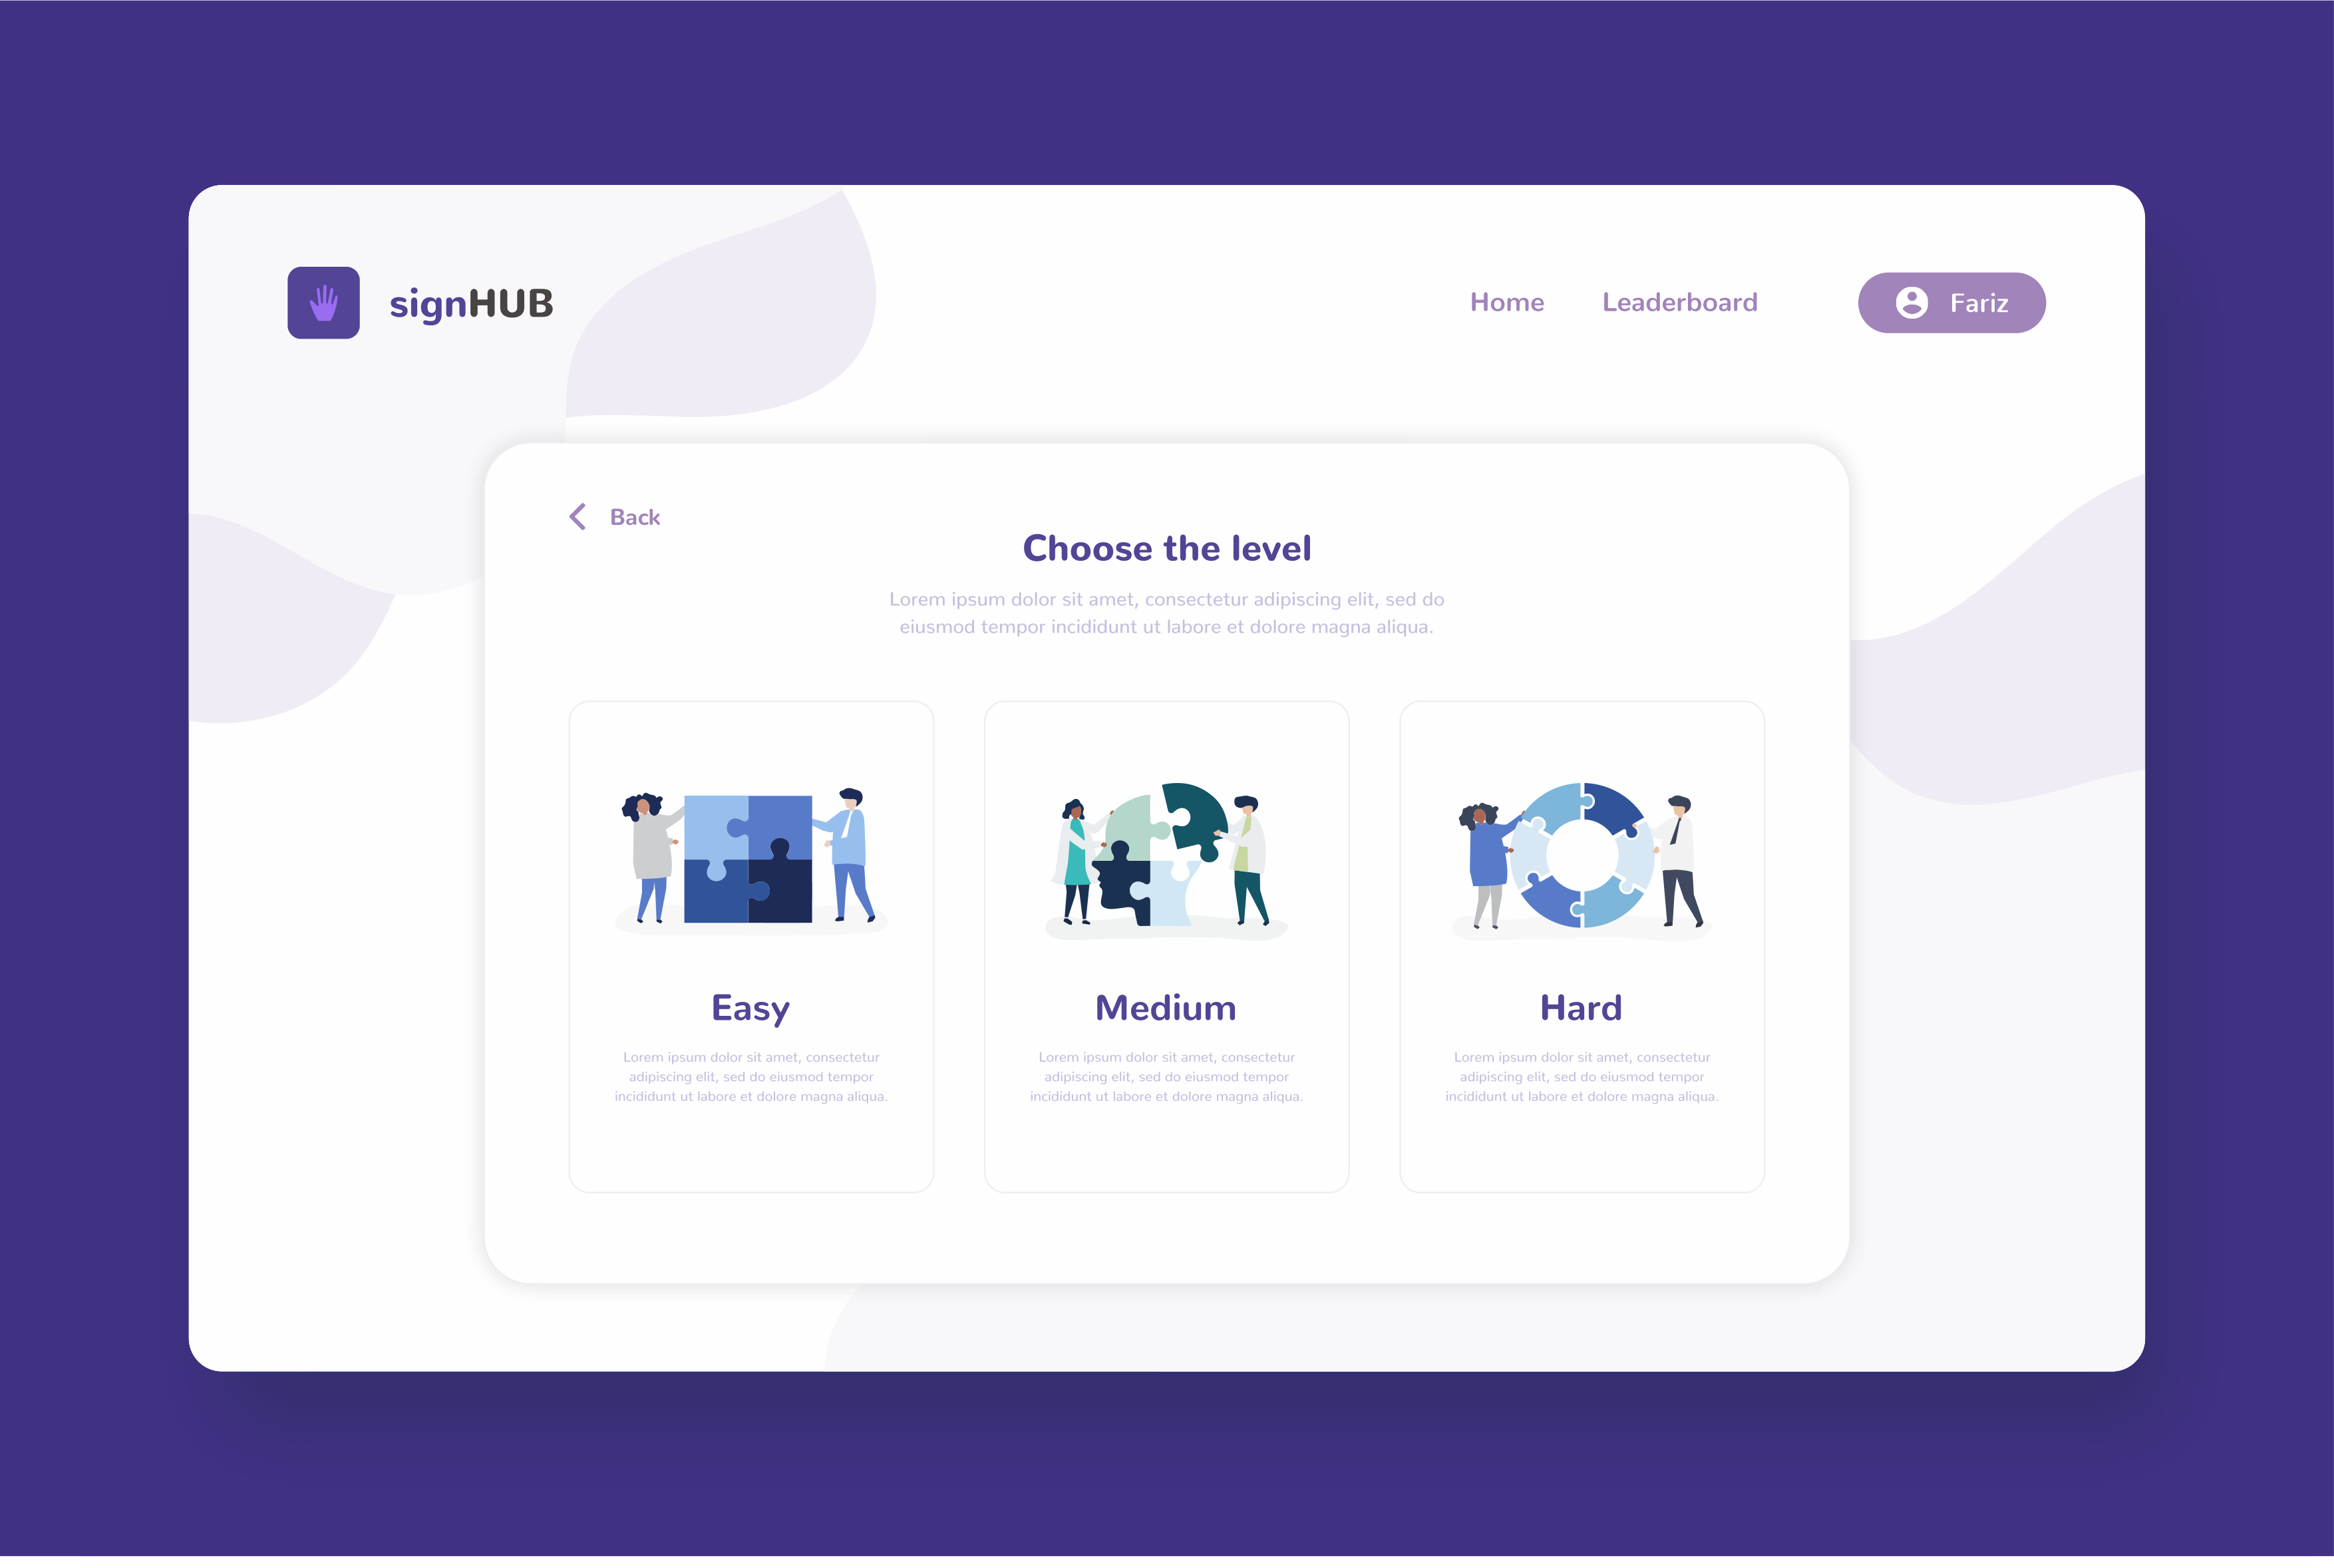 signHUB
Home
Leaderboard
Fariz
Back
Choose the level
Lorem ipsum dolor sit amet, consectetur adipiscing elit, sed do
eiusmod tempor incididunt ut labore et dolore magna aliqua.
Easy
Lorem ipsum dolor sit amet, consectetur
adipiscing elit, sed do eiusmod tempor
incididunt ut labore et dolore magna aliqua.
Medium
Lorem ipsum dolor sit amet, consectetur
adipiscing elit, sed do eiusmod tempor
incididunt ut labore et dolore magna aliqua.
Hard
Lorem ipsum dolor sit amet, consectetur
adipiscing elit, sed do eiusmod tempor
incididunt ut labore et dolore magna aliqua.